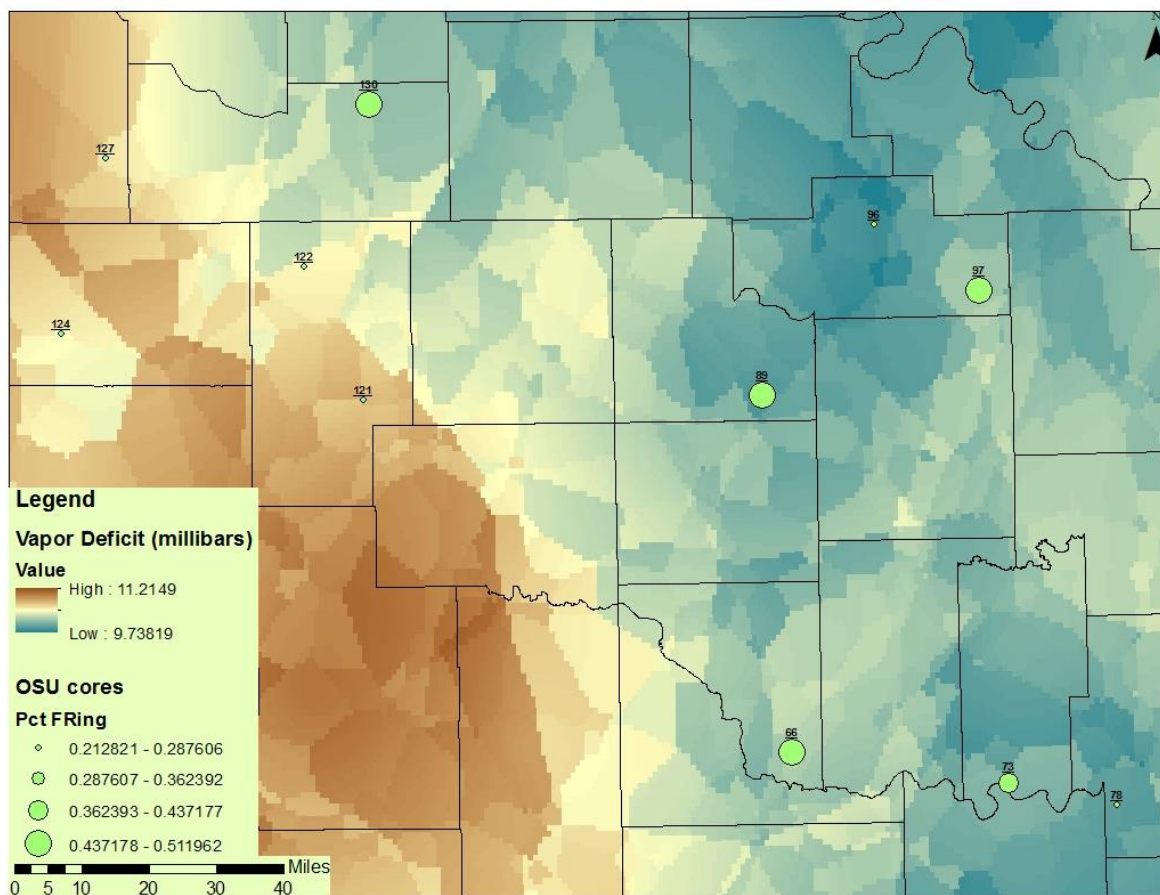 N
130
127
96
122
97
124
89
121
66
73
78
Legend
Vapor Deficit (millibars)
Value
High : 11.2149
Low : 9.73819
OSU cores
Pct FRing
0.212821 - 0.287606
0.287607 - 0.362392
0.362393 - 0.437177
0.437178 - 0.511962
0 5 10 20 30 40 Miles